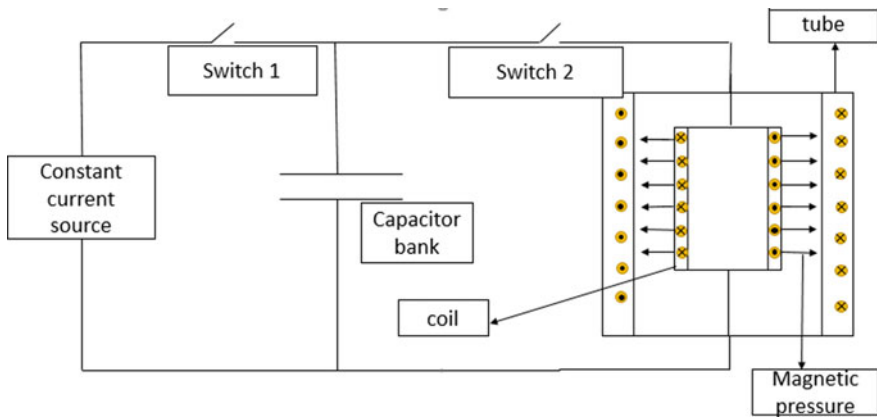 tube
Switch 1
Switch 2
Constant
current
source
Capacitor
bank
coil
Magnetic
pressure